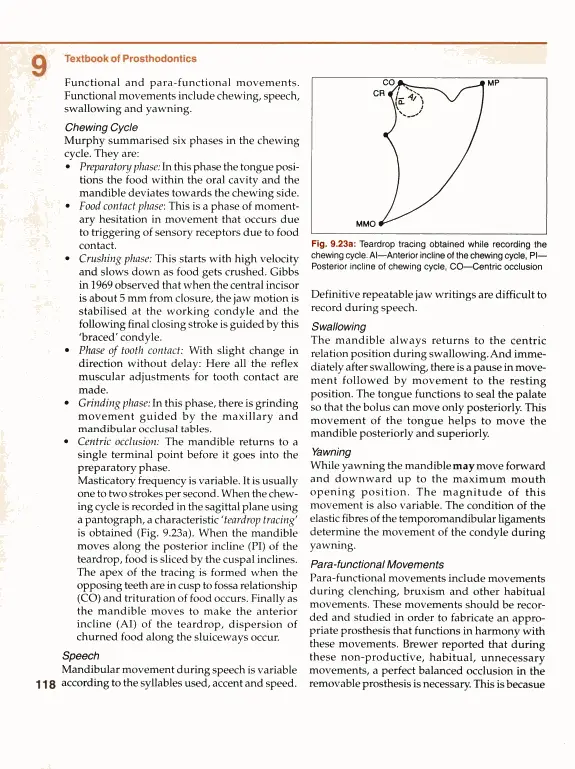 9
Textbook of Prosthodontics
Functional and para-functional movements.
Functional movements include chewing, speech,
swallowing and yawning.
Chewing Cycle
Murphy summarised six phases in the chewing
cycle. They are:
• Preparatory phase: In this phase the tongue posi-
tions the food within the oral cavity and the
mandible deviates towards the chewing side.
• Food contact phase: This is a phase of moment-
ary hesitation in movement that occurs due
to triggering of sensory receptors due to food
contact.
• Crushing phase: This starts with high velocity
and slows down as food gets crushed. Gibbs
in 1969 observed that when the central incisor
is about 5 mm from closure, the jaw motion is
stabilised at the working condyle and the
following final closing stroke is guided by this
'braced' condyle.
• Phase of tooth contact: With slight change in
direction without delay: Here all the reflex
muscular adjustments for tooth contact are
made.
• Grinding phase: In this phase, there is grinding
movement guided by the maxillary and
mandibular occlusal tables.
• Centric occlusion: The mandible returns to a
single terminal point before it goes into the
preparatory phase.
Masticatory frequency is variable. It is usually
one to two strokes per second. When the chew-
ing cycle is recorded in the sagittal plane using
a pantograph, a characteristic 'teardrop tracing'
is obtained (Fig. 9.23a). When the mandible
moves along the posterior incline (PI) of the
teardrop, food is sliced by the cuspal inclines.
The apex of the tracing is formed when the
opposing teeth are in cusp to fossa relationship
(CO) and trituration of food occurs. Finally as
the mandible moves to make the anterior
incline (AI) of the teardrop, dispersion of
churned food along the sluiceways occur.
Speech
Mandibular movement during speech is variable
118 according to the syllables used, accent and speed.
CO
MP
CR
PI
AI
MMO
Fig. 9.23a: Teardrop tracing obtained while recording the
chewing cycle. AI—Anterior incline of the chewing cycle, PI—
Posterior incline of chewing cycle, CO—Centric occlusion
Definitive repeatable jaw writings are difficult to
record during speech.
Swallowing
The mandible always returns to the centric
relation position during swallowing. And imme-
diately after swallowing, there is a pause in move-
ment followed by movement to the resting
position. The tongue functions to seal the palate
so that the bolus can move only posteriorly. This
movement of the tongue helps to move the
mandible posteriorly and superiorly.
Yawning
While yawning the mandible may move forward
and downward up to the maximum mouth
opening position. The magnitude of this
movement is also variable. The condition of the
elastic fibres of the temporomandibular ligaments
determine the movement of the condyle during
yawning.
Para-functional Movements
Para-functional movements include movements
during clenching, bruxism and other habitual
movements. These movements should be recor-
ded and studied in order to fabricate an appro-
priate prosthesis that functions in harmony with
these movements. Brewer reported that during
these non-productive, habitual, unnecessary
movements, a perfect balanced occlusion in the
removable prosthesis is necessary. This is becasue